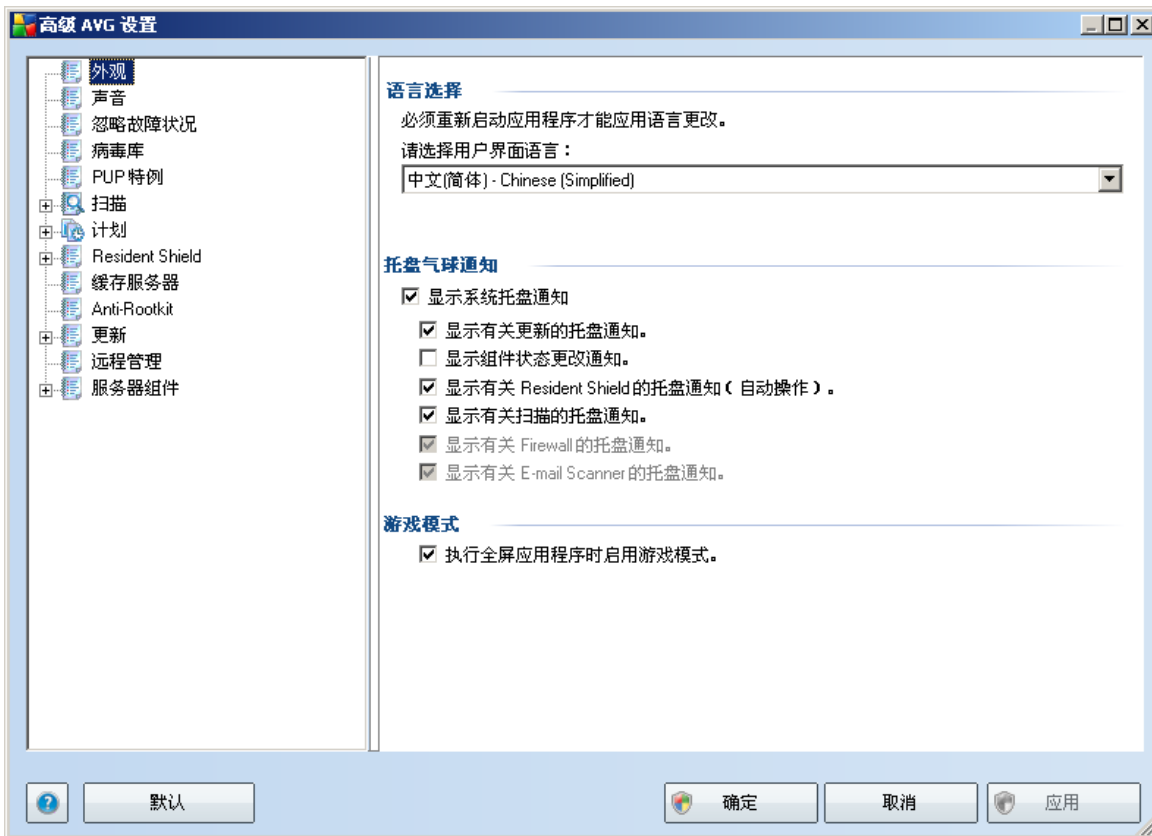 高级 AVG 设置
外观
声音
忽略故障状况
病毒库
PUP 特例
扫描
计划
Resident Shield
缓存服务器
Anti-Rootkit
更新
远程管理
服务器组件
语言选择
必须重新启动应用程序才能应用语言更改。
请选择用户界面语言：
中文(简体) - Chinese (Simplified)
托盘气球通知
显示系统托盘通知
显示有关更新的托盘通知。
显示组件状态更改通知。
显示有关 Resident Shield 的托盘通知（自动操作）。
显示有关扫描的托盘通知。
显示有关 Firewall 的托盘通知。
显示有关 E-mail Scanner 的托盘通知。
游戏模式
执行全屏应用程序时启用游戏模式。
?
默认
确定
取消
应用